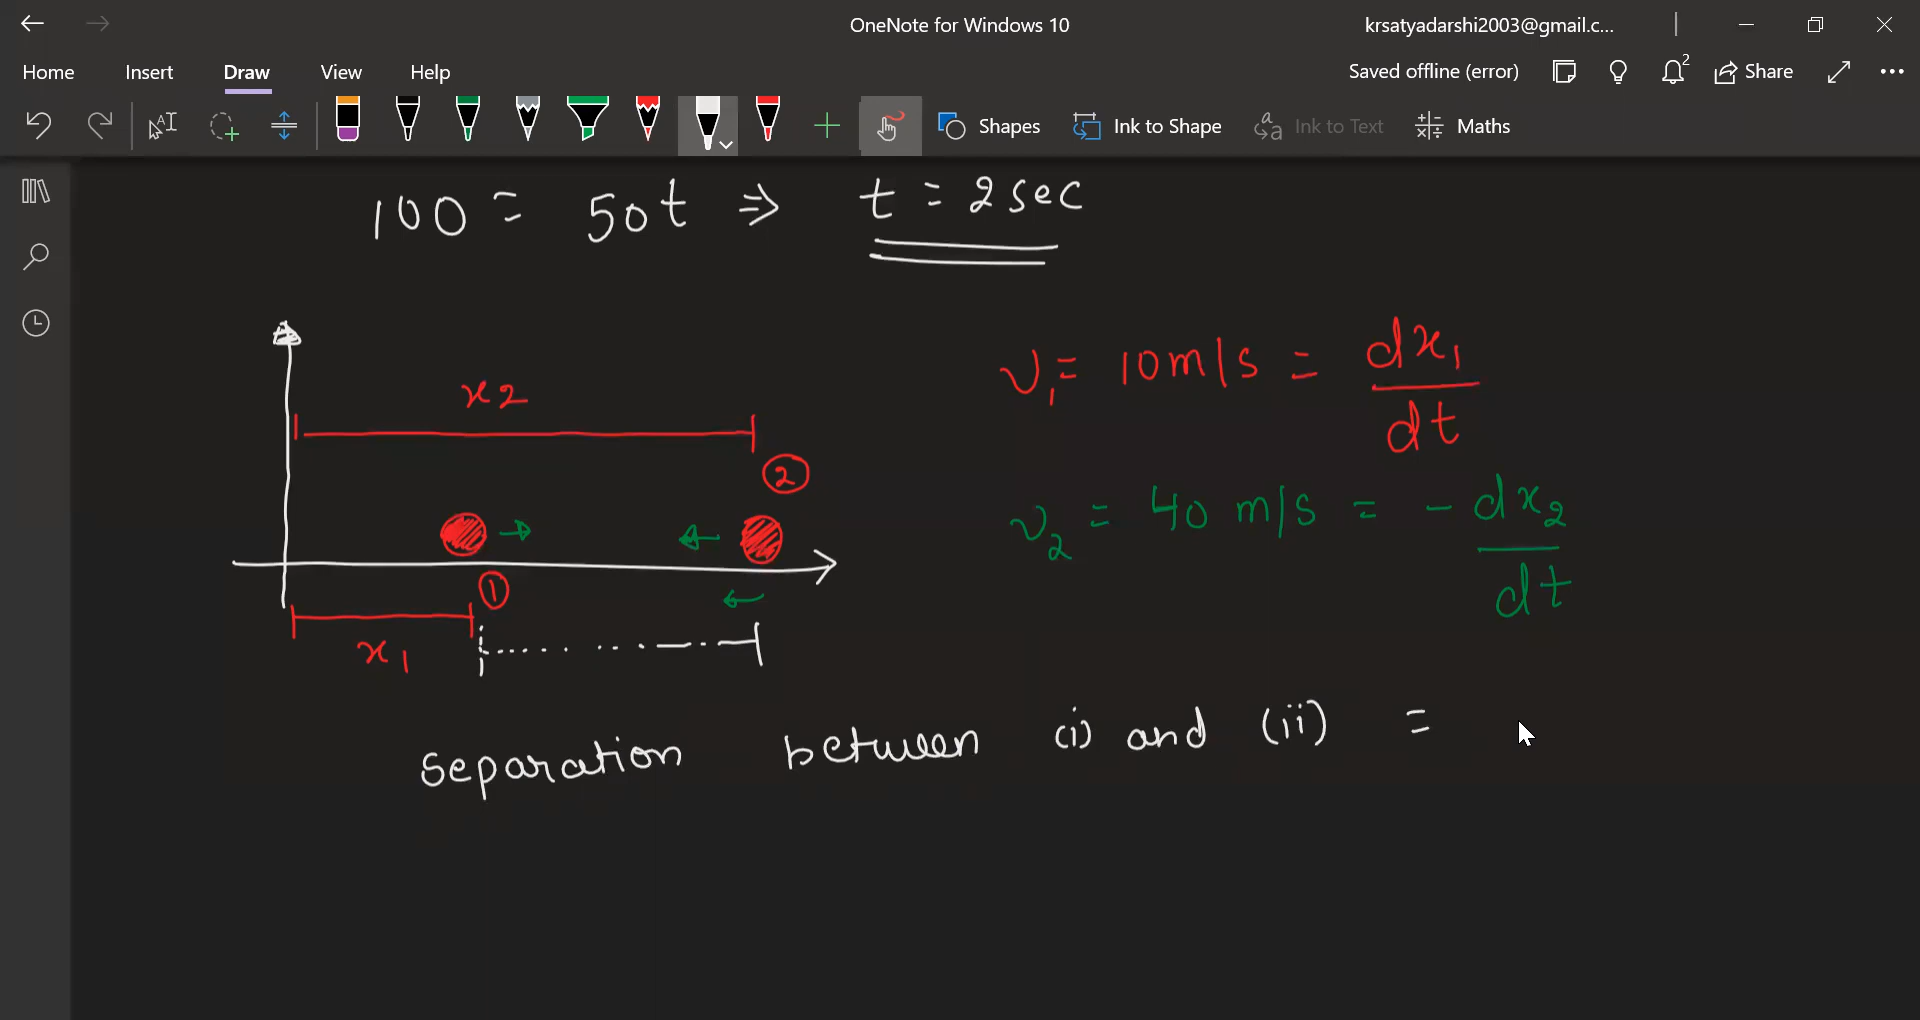 OneNote for Windows 10
krsatyadarshi2003@gmail.c...
Home Insert Draw View Help
Saved offline (error) 2 Share
Shapes Ink to Shape Ink to Text Maths
100 = 50t ⇒ t = 2 sec
x2
v1 = 10 m/s = dx1/dt
2
v2 = 40 m/s = - dx2/dt
1
x1
separation between (i) and (ii) =